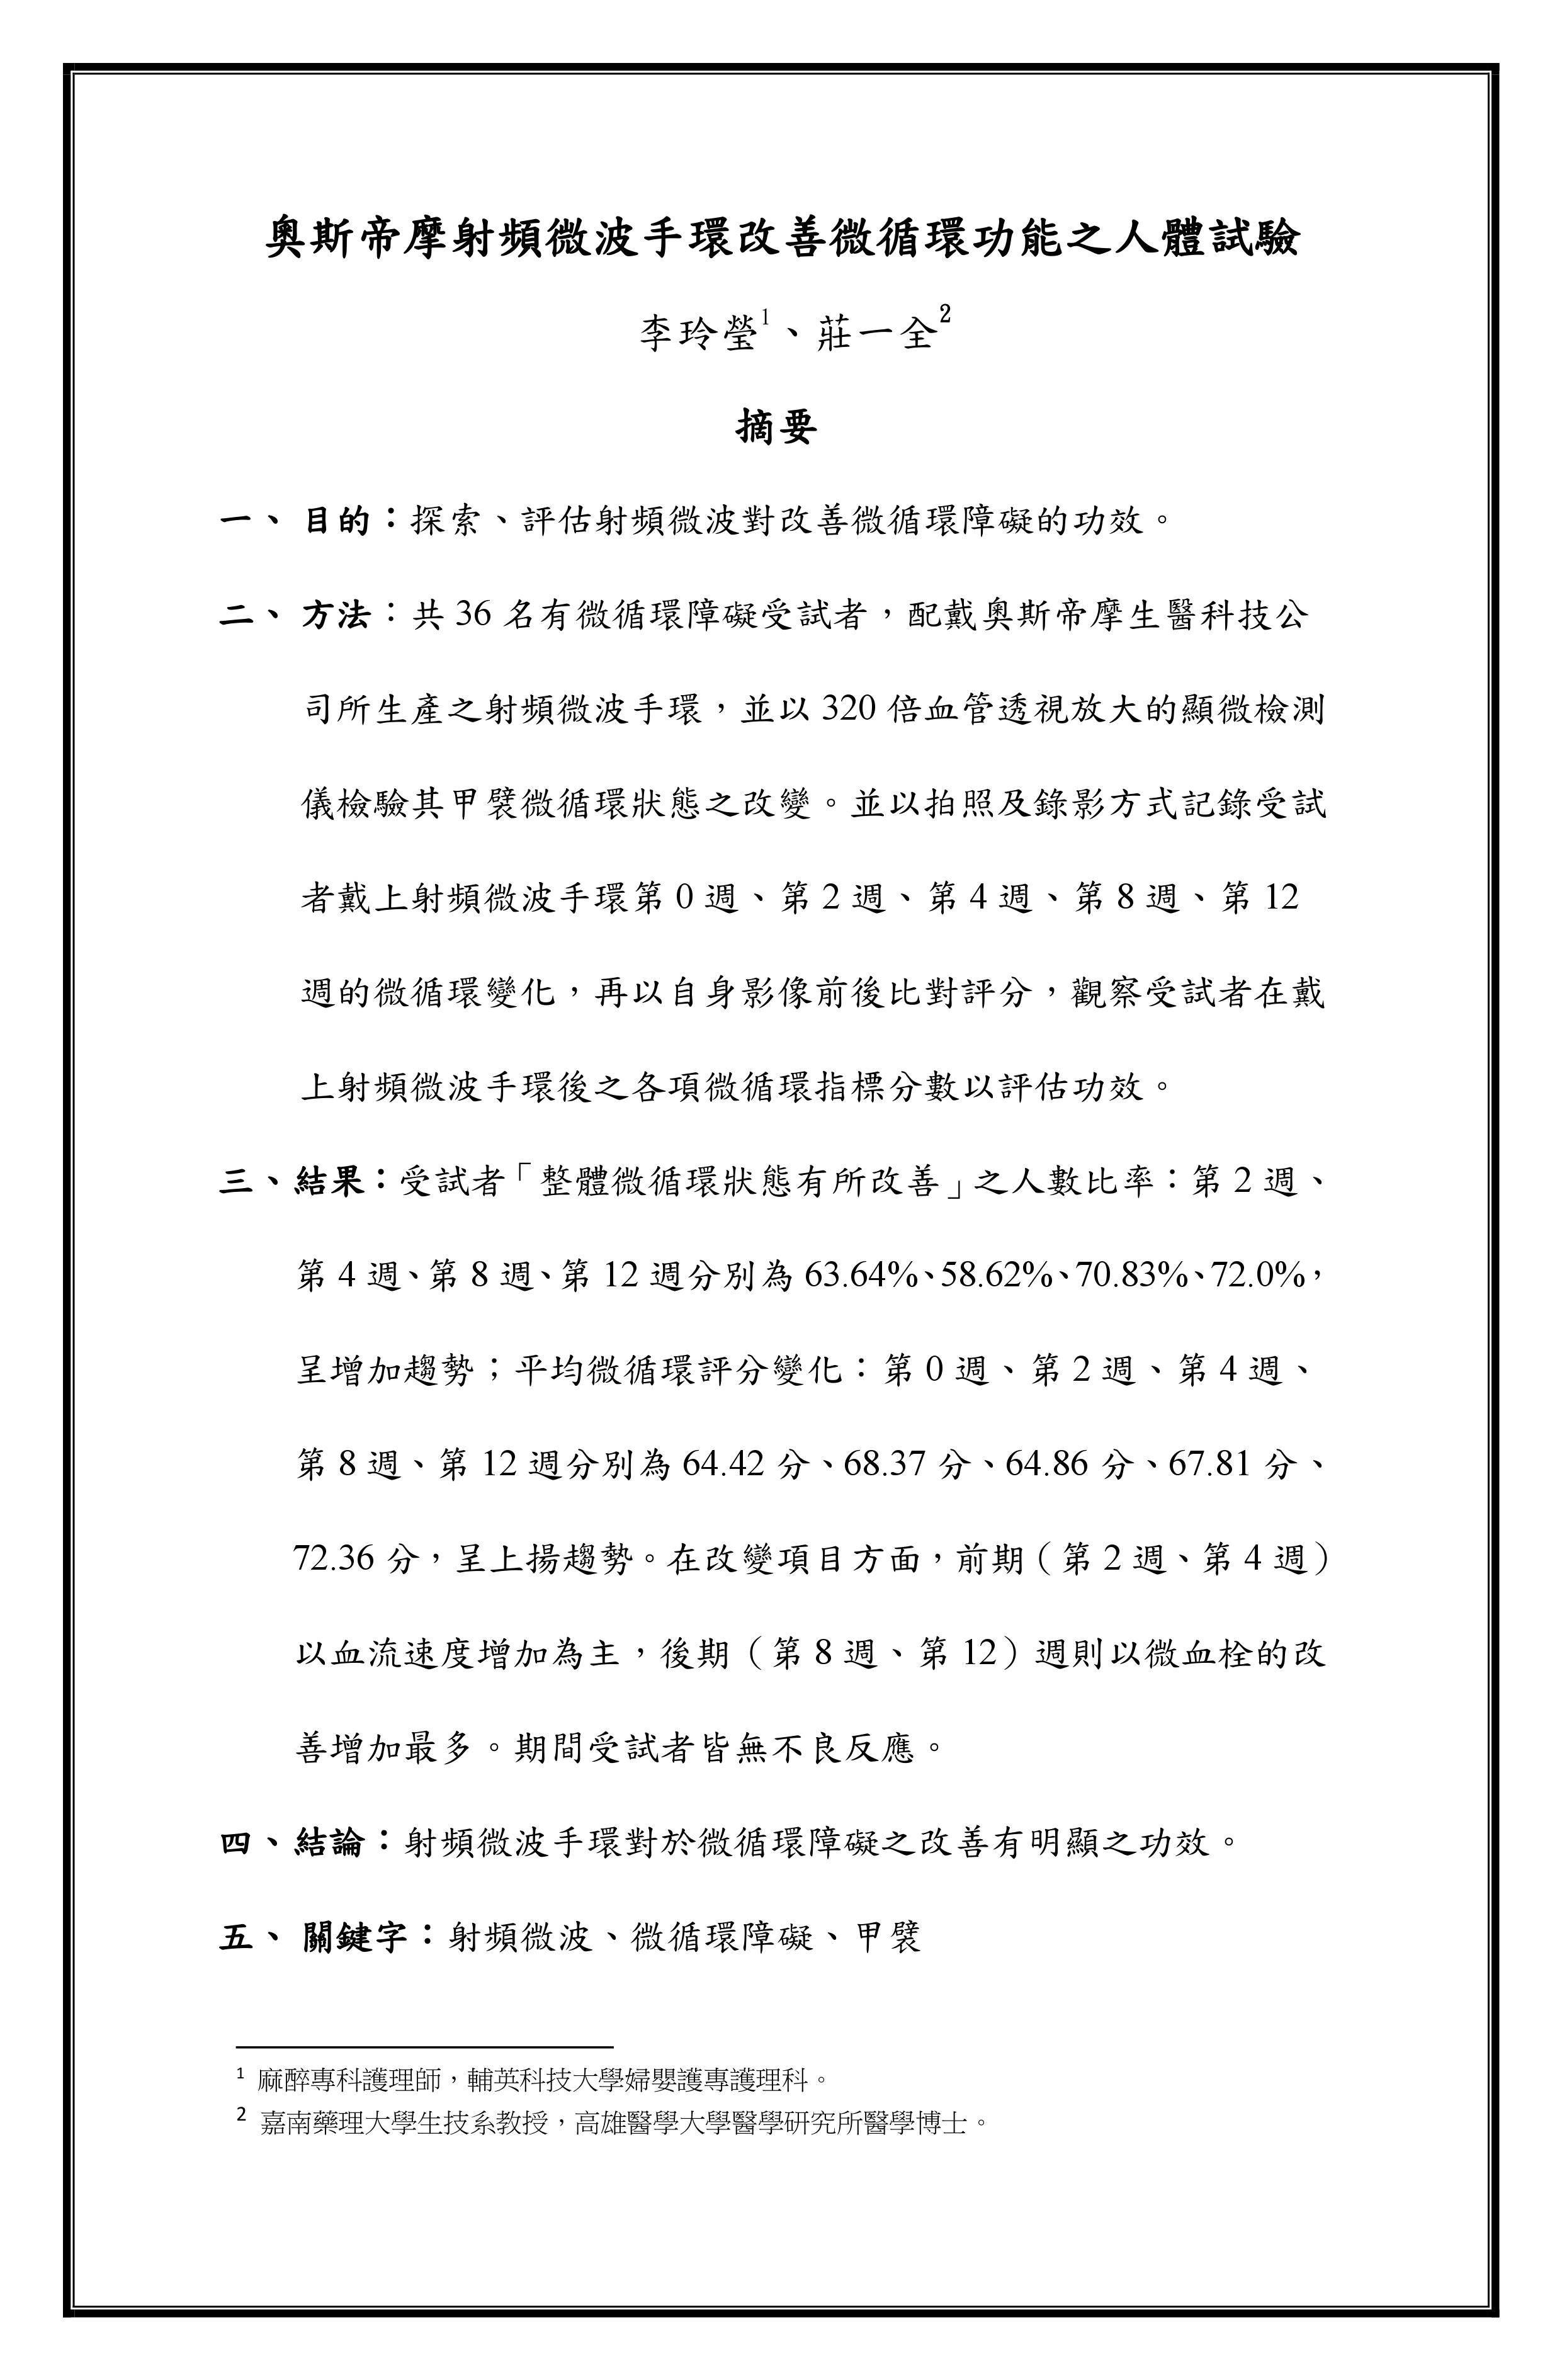 奧斯帝摩射頻微波手環改善微循環功能之人體試驗
李玲瑩1、莊一全2
摘要
一、 目的：探索、評估射頻微波對改善微循環障礙的功效。
二、 方法：共 36 名有微循環障礙受試者，配戴奧斯帝摩生醫科技公
司所生產之射頻微波手環，並以 320 倍血管透視放大的顯微檢測
儀檢驗其甲襞微循環狀態之改變。並以拍照及錄影方式記錄受試
者戴上射頻微波手環第 0 週、第 2 週、第 4 週、第 8 週、第 12
週的微循環變化，再以自身影像前後比對評分，觀察受試者在戴
上射頻微波手環後之各項微循環指標分數以評估功效。
三、結果：受試者「整體微循環狀態有所改善」之人數比率：第 2 週、
第 4 週、第 8 週、第 12 週分別為 63.64%、58.62%、70.83%、72.0%，
呈增加趨勢；平均微循環評分變化：第 0 週、第 2 週、第 4 週、
第 8 週、第 12 週分別為 64.42 分、68.37 分、64.86 分、67.81 分、
72.36 分，呈上揚趨勢。在改變項目方面，前期（第 2 週、第 4 週）
以血流速度增加為主，後期（第 8 週、第 12）週則以微血栓的改
善增加最多。期間受試者皆無不良反應。
四、結論：射頻微波手環對於微循環障礙之改善有明顯之功效。
五、 關鍵字：射頻微波、微循環障礙、甲襞
1 麻醉專科護理師，輔英科技大學婦嬰護專護理科。
2 嘉南藥理大學生技系教授，高雄醫學大學醫學研究所醫學博士。